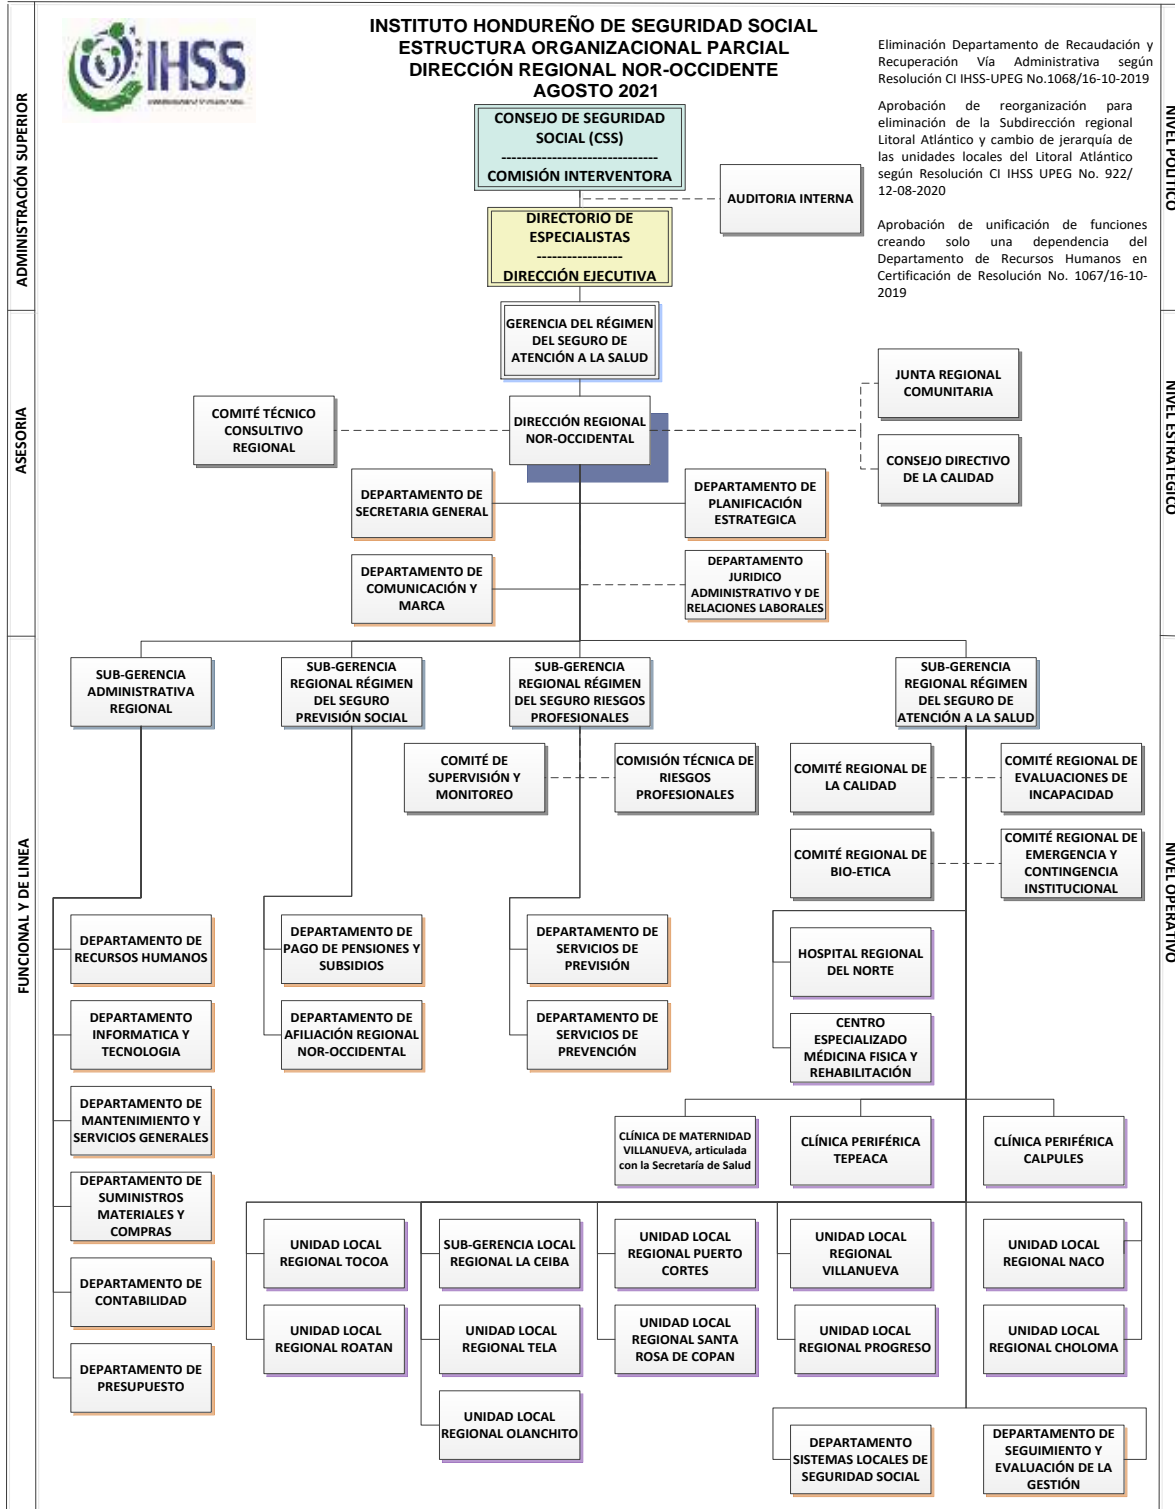 INSTITUTO HONDUREÑO DE SEGURIDAD SOCIAL
ESTRUCTURA ORGANIZACIONAL PARCIAL
DIRECCIÓN REGIONAL NOR-OCCIDENTE
AGOSTO 2021
IHSS
Eliminación Departamento de Recaudación y
Recuperación Vía Administrativa según
Resolución CI IHSS-UPEG No.1068/16-10-2019
Aprobación de reorganización para
eliminación de la Subdirección regional
Litoral Atlántico y cambio de jerarquía de
las unidades locales del Litoral Atlántico
según Resolución CI IHSS UPEG No. 922/
12-08-2020
Aprobación de unificación de funciones
creando solo una dependencia del
Departamento de Recursos Humanos en
Certificación de Resolución No. 1067/16-10-
2019
ADMINISTRACIÓN SUPERIOR
NIVEL POLÍTICO
CONSEJO DE SEGURIDAD
SOCIAL (CSS)
-------------------------------
COMISIÓN INTERVENTORA
AUDITORIA INTERNA
DIRECTORIO DE
ESPECIALISTAS
-----------------
DIRECCIÓN EJECUTIVA
ASESORIA
NIVEL ESTRATÉGICO
GERENCIA DEL RÉGIMEN
DEL SEGURO DE
ATENCIÓN A LA SALUD
JUNTA REGIONAL
COMUNITARIA
COMITÉ TÉCNICO
CONSULTIVO
REGIONAL
DIRECCIÓN REGIONAL
NOR-OCCIDENTAL
CONSEJO DIRECTIVO
DE LA CALIDAD
DEPARTAMENTO DE
SECRETARIA GENERAL
DEPARTAMENTO DE
PLANIFICACIÓN
ESTRATEGICA
DEPARTAMENTO DE
COMUNICACIÓN Y
MARCA
DEPARTAMENTO
JURIDICO
ADMINISTRATIVO Y DE
RELACIONES LABORALES
FUNCIONAL Y DE LINEA
NIVEL OPERATIVO
SUB-GERENCIA
ADMINISTRATIVA
REGIONAL
SUB-GERENCIA
REGIONAL RÉGIMEN
DEL SEGURO
PREVISIÓN SOCIAL
SUB-GERENCIA
REGIONAL RÉGIMEN
DEL SEGURO RIESGOS
PROFESIONALES
SUB-GERENCIA
REGIONAL RÉGIMEN
DEL SEGURO DE
ATENCIÓN A LA SALUD
COMITÉ DE
SUPERVISIÓN Y
MONITOREO
COMISIÓN TÉCNICA DE
RIESGOS
PROFESIONALES
COMITÉ REGIONAL DE
LA CALIDAD
COMITÉ REGIONAL DE
EVALUACIONES DE
INCAPACIDAD
COMITÉ REGIONAL DE
BIO-ETICA
COMITÉ REGIONAL DE
EMERGENCIA Y
CONTINGENCIA
INSTITUCIONAL
DEPARTAMENTO DE
RECURSOS HUMANOS
DEPARTAMENTO DE
PAGO DE PENSIONES Y
SUBSIDIOS
DEPARTAMENTO DE
SERVICIOS DE
PREVISIÓN
HOSPITAL REGIONAL
DEL NORTE
DEPARTAMENTO
INFORMATICA Y
TECNOLOGIA
DEPARTAMENTO DE
AFILIACIÓN REGIONAL
NOR-OCCIDENTAL
DEPARTAMENTO DE
SERVICIOS DE
PREVENCIÓN
CENTRO
ESPECIALIZADO
MÉDICINA FISICA Y
REHABILITACIÓN
DEPARTAMENTO DE
MANTENIMIENTO Y
SERVICIOS GENERALES
CLÍNICA DE MATERNIDAD
VILLANUEVA, articulada
con la Secretaría de Salud
CLÍNICA PERIFÉRICA
TEPEACA
CLÍNICA PERIFÉRICA
CALPULES
DEPARTAMENTO DE
SUMINISTROS
MATERIALES Y
COMPRAS
UNIDAD LOCAL
REGIONAL TOCOA
SUB-GERENCIA LOCAL
REGIONAL LA CEIBA
UNIDAD LOCAL
REGIONAL PUERTO
CORTES
UNIDAD LOCAL
REGIONAL
VILLANUEVA
UNIDAD LOCAL
REGIONAL NACO
DEPARTAMENTO DE
CONTABILIDAD
UNIDAD LOCAL
REGIONAL ROATAN
UNIDAD LOCAL
REGIONAL TELA
UNIDAD LOCAL
REGIONAL SANTA
ROSA DE COPAN
UNIDAD LOCAL
REGIONAL PROGRESO
UNIDAD LOCAL
REGIONAL CHOLOMA
DEPARTAMENTO DE
PRESUPUESTO
UNIDAD LOCAL
REGIONAL OLANCHITO
DEPARTAMENTO
SISTEMAS LOCALES DE
SEGURIDAD SOCIAL
DEPARTAMENTO DE
SEGUIMIENTO Y
EVALUACIÓN DE LA
GESTIÓN